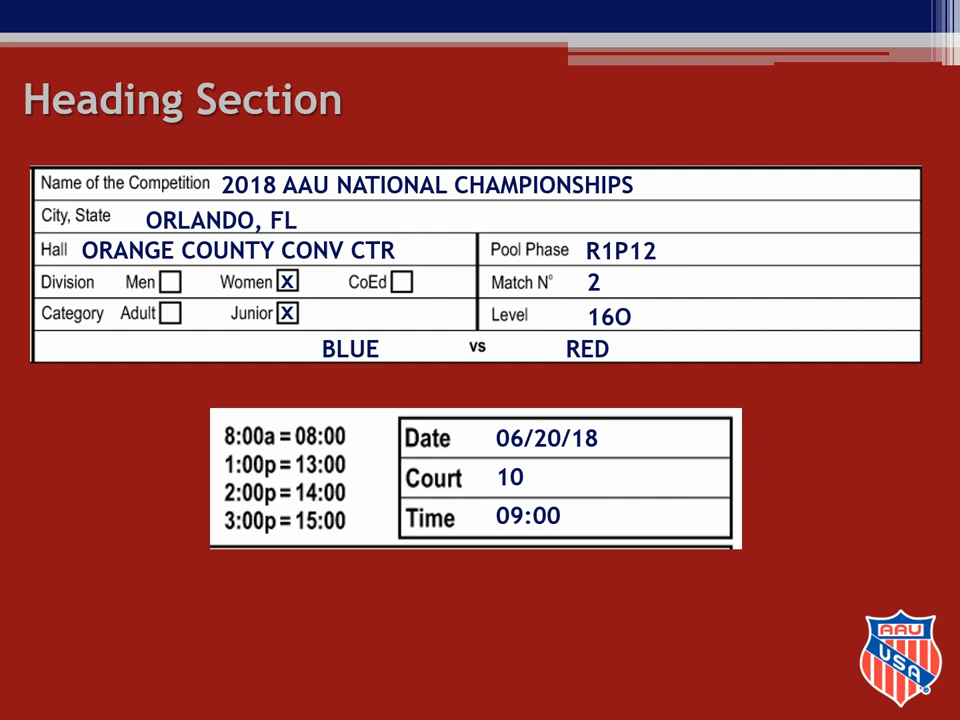 Heading Section
Name of the Competition 2018 AAU NATIONAL CHAMPIONSHIPS
City, State ORLANDO, FL
Hall ORANGE COUNTY CONV CTR Pool Phase R1P12
Division Men Women X CoEd Match Nº 2
Category Adult Junior X Level 16O
BLUE vs RED
8:00a = 08:00
1:00p = 13:00
2:00p = 14:00
3:00p = 15:00
Date 06/20/18
Court 10
Time 09:00
AAU
USA